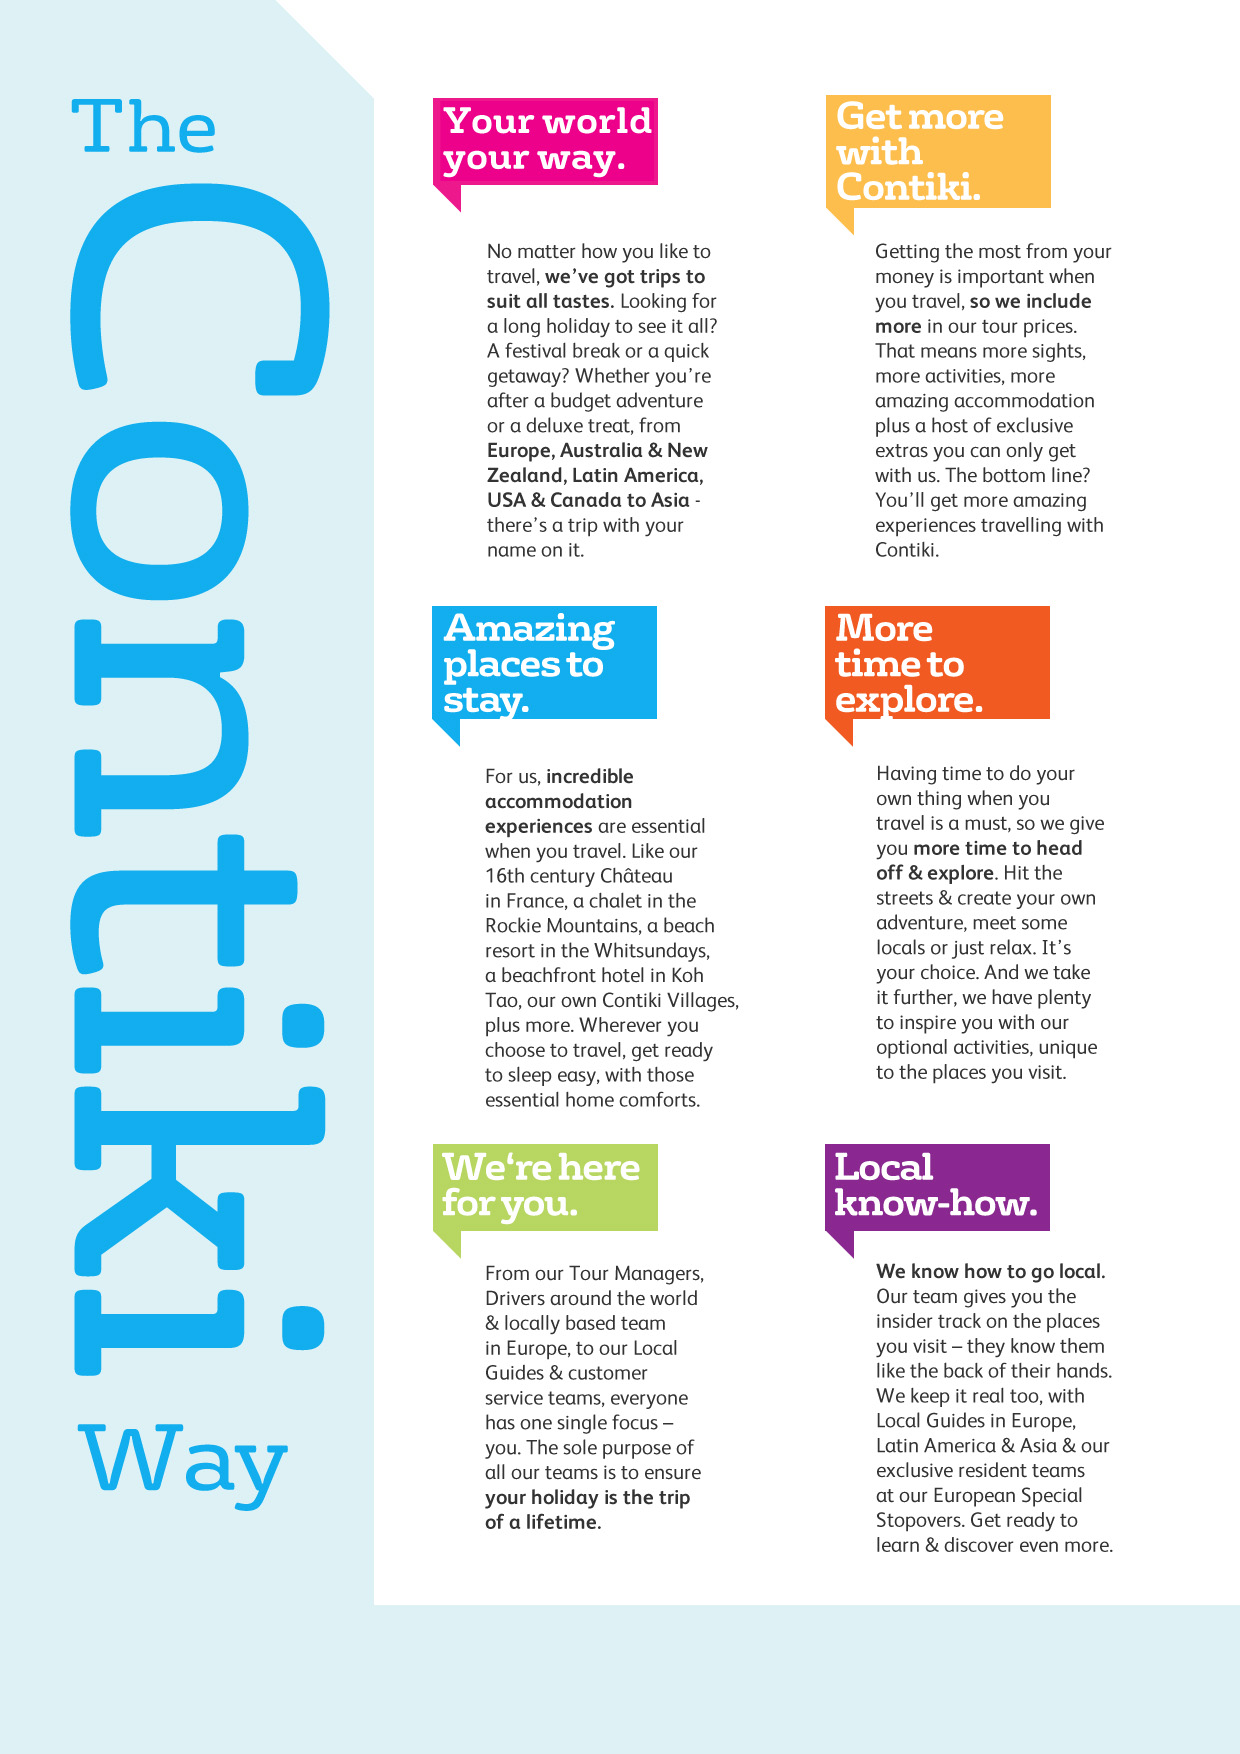 The
Contiki
Way
Your world
your way.
No matter how you like to
travel, we’ve got trips to
suit all tastes. Looking for
a long holiday to see it all?
A festival break or a quick
getaway? Whether you’re
after a budget adventure
or a deluxe treat, from
Europe, Australia & New
Zealand, Latin America,
USA & Canada to Asia -
there’s a trip with your
name on it.
Get more
with
Contiki.
Getting the most from your
money is important when
you travel, so we include
more in our tour prices.
That means more sights,
more activities, more
amazing accommodation
plus a host of exclusive
extras you can only get
with us. The bottom line?
You’ll get more amazing
experiences travelling with
Contiki.
Amazing
places to
stay.
For us, incredible
accommodation
experiences are essential
when you travel. Like our
16th century Château
in France, a chalet in the
Rockie Mountains, a beach
resort in the Whitsundays,
a beachfront hotel in Koh
Tao, our own Contiki Villages,
plus more. Wherever you
choose to travel, get ready
to sleep easy, with those
essential home comforts.
More
time to
explore.
Having time to do your
own thing when you
travel is a must, so we give
you more time to head
off & explore. Hit the
streets & create your own
adventure, meet some
locals or just relax. It’s
your choice. And we take
it further, we have plenty
to inspire you with our
optional activities, unique
to the places you visit.
We‘re here
for you.
From our Tour Managers,
Drivers around the world
& locally based team
in Europe, to our Local
Guides & customer
service teams, everyone
has one single focus –
you. The sole purpose of
all our teams is to ensure
your holiday is the trip
of a lifetime.
Local
know-how.
We know how to go local.
Our team gives you the
insider track on the places
you visit – they know them
like the back of their hands.
We keep it real too, with
Local Guides in Europe,
Latin America & Asia & our
exclusive resident teams
at our European Special
Stopovers. Get ready to
learn & discover even more.